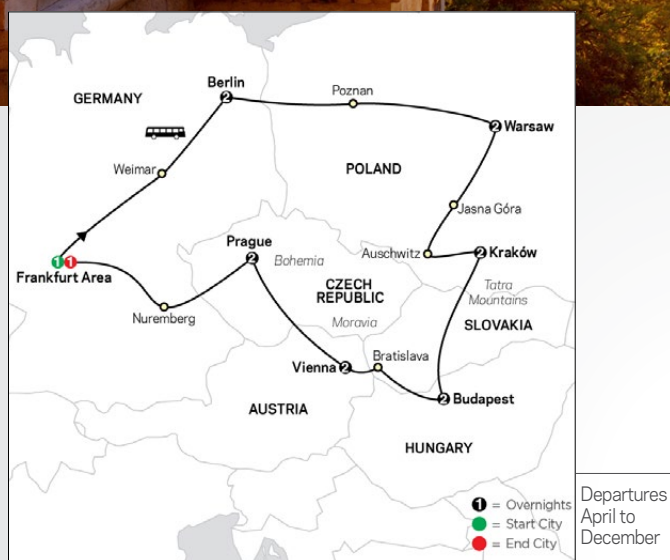 Berlin
2
Poznan
GERMANY
2 Warsaw
Weimar
POLAND
Jasna Góra
Prague
2
Bohemia
Auschwitz
2 Kraków
1 1
Frankfurt Area
CZECH
REPUBLIC
Tatra
Mountains
Nuremberg
Moravia
SLOVAKIA
Vienna 2
Bratislava
2 Budapest
AUSTRIA
HUNGARY
1 = Overnights
= Start City
= End City
Departures
April to
December